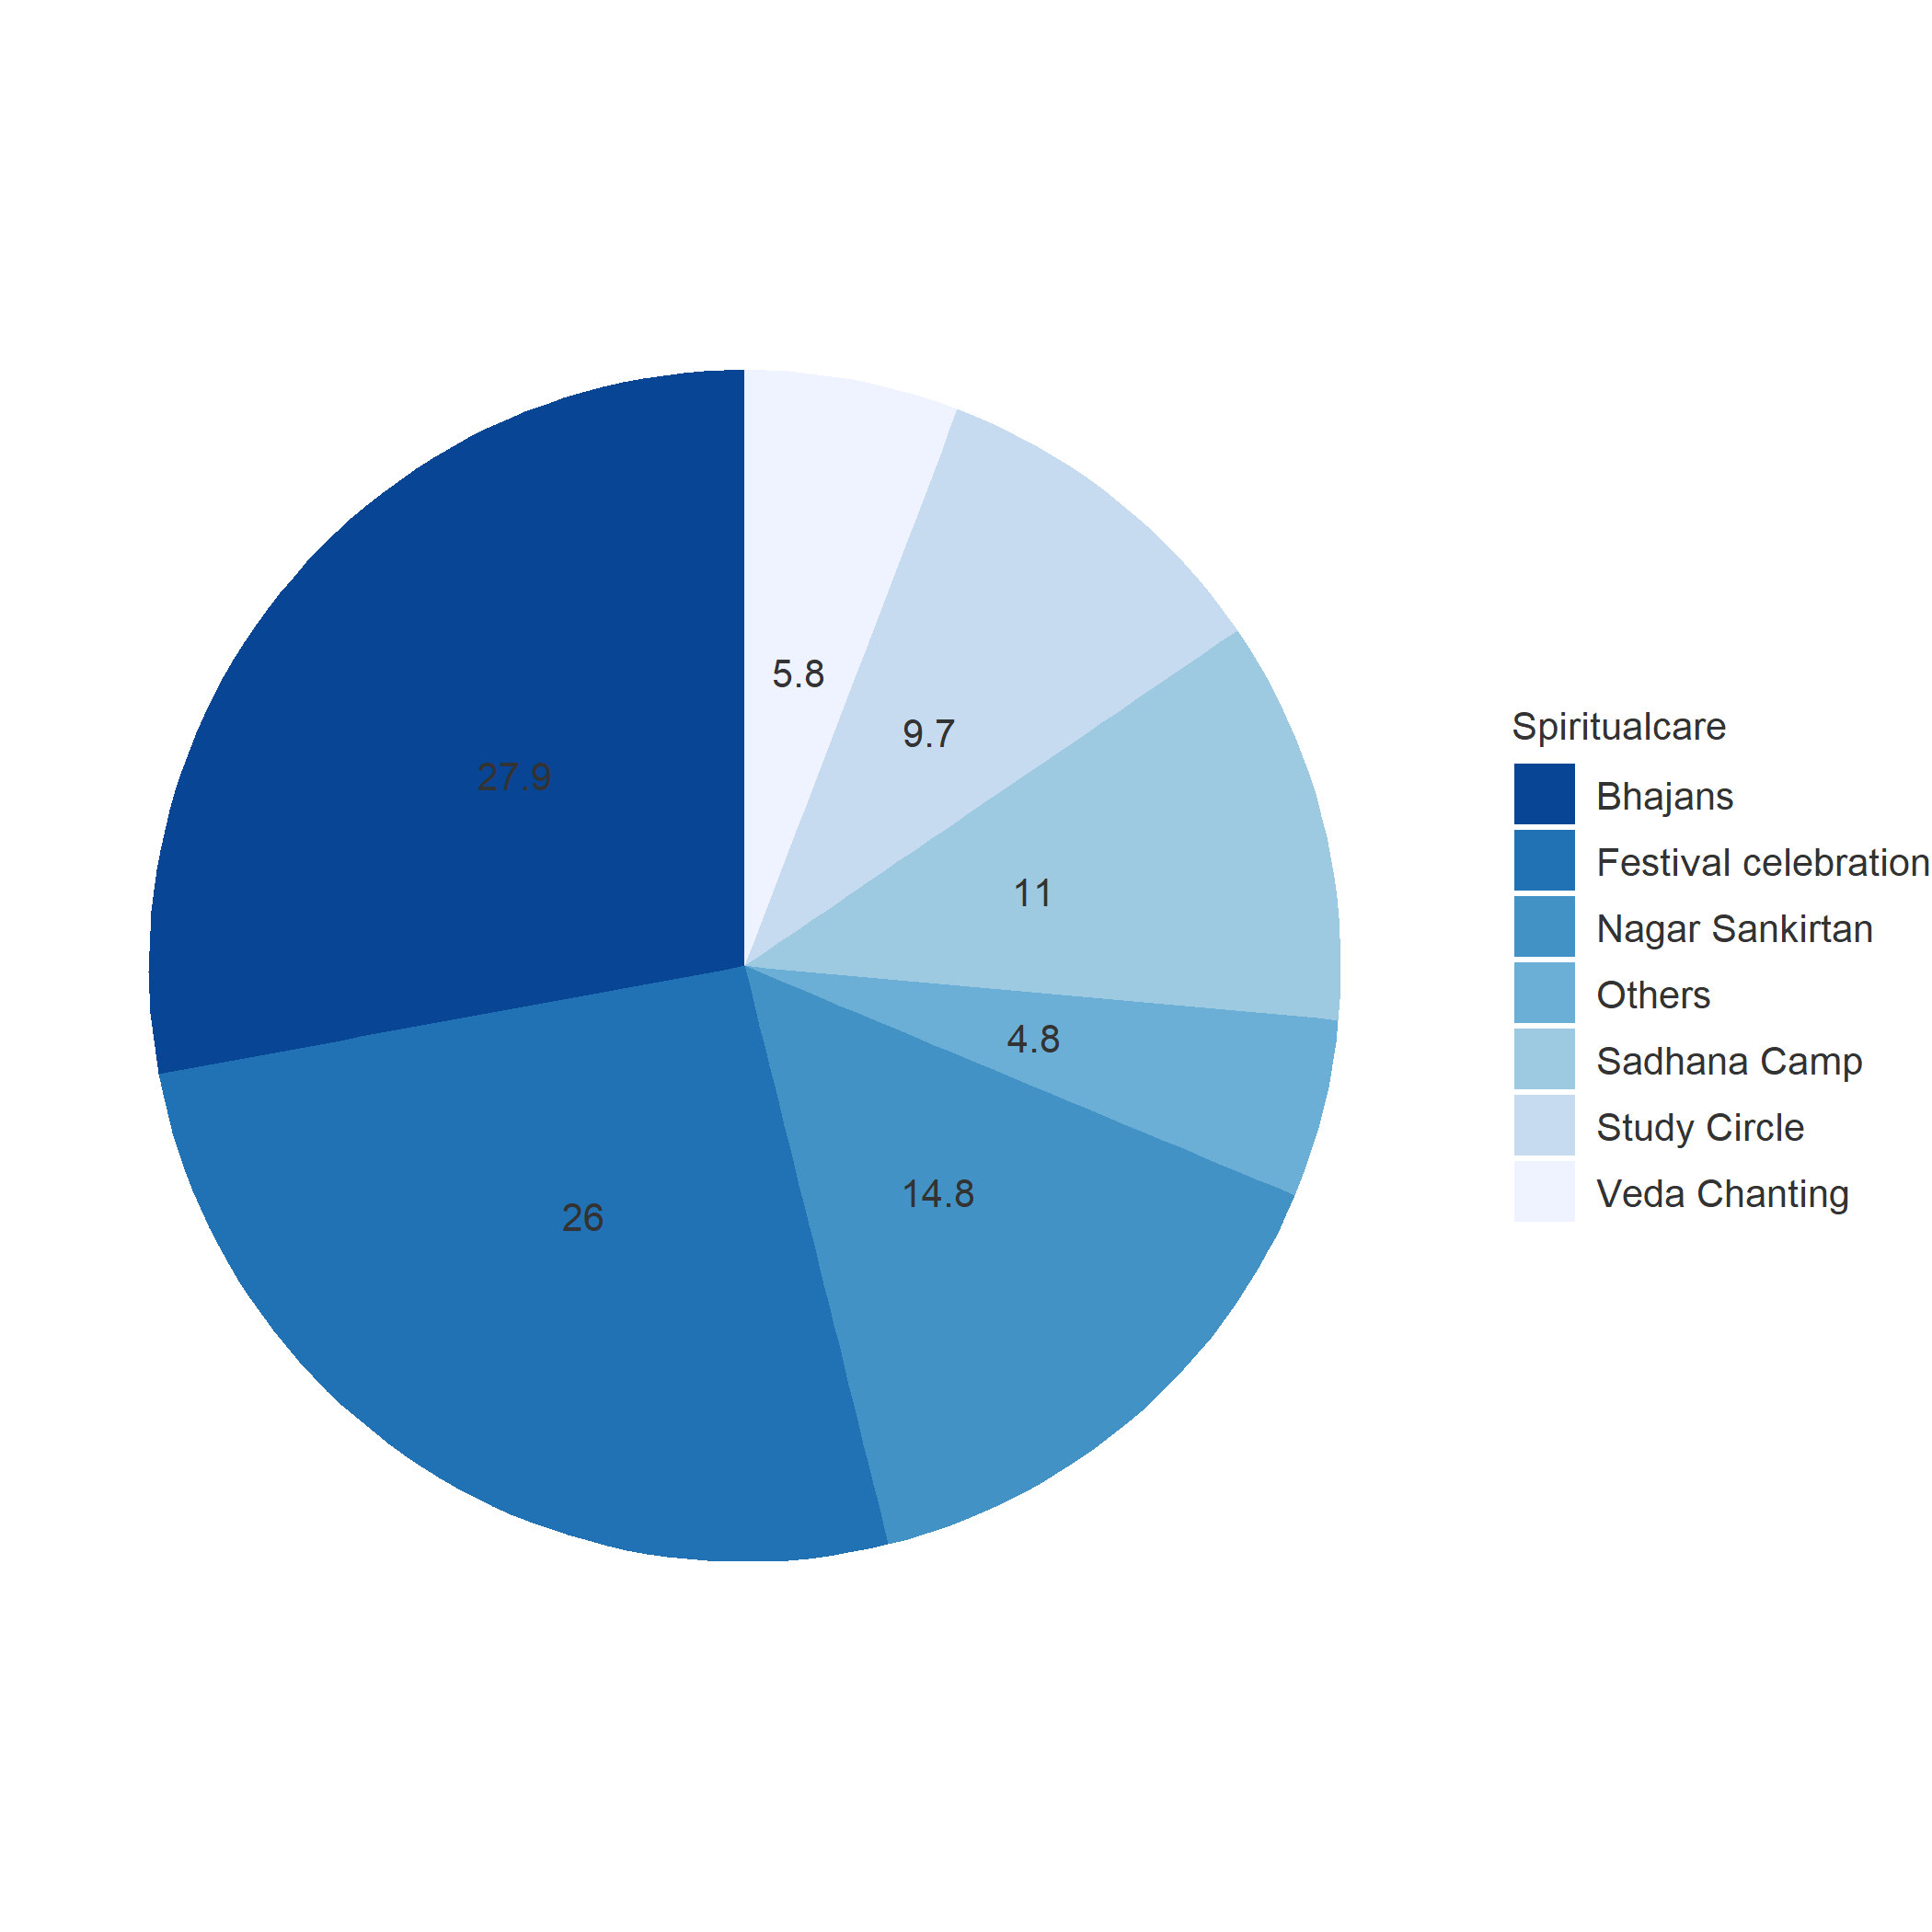 5.8
9.7
27.9
11
4.8
14.8
26
Spiritualcare
Bhajans
Festival celebration
Nagar Sankirtan
Others
Sadhana Camp
Study Circle
Veda Chanting